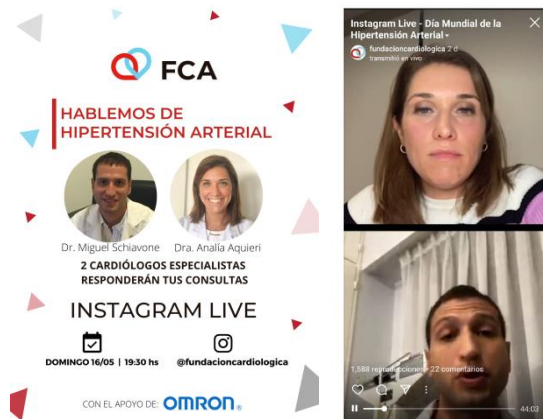 FCA
HABLEMOS DE
HIPERTENSIÓN ARTERIAL
Dr. Miguel Schiavone
Dra. Analía Aquieri
2 CARDIÓLOGOS ESPECIALISTAS
RESPONDERÁN TUS CONSULTAS
INSTAGRAM LIVE
DOMINGO 16/05 | 19:30 hs
@fundacioncardiologica
CON EL APOYO DE: OMRON®
Instagram Live - Día Mundial de la
Hipertensión Arterial
fundacioncardiologica 2 d
transmitió en vivo
1,588 reproducciones · 22 comentarios
44:03